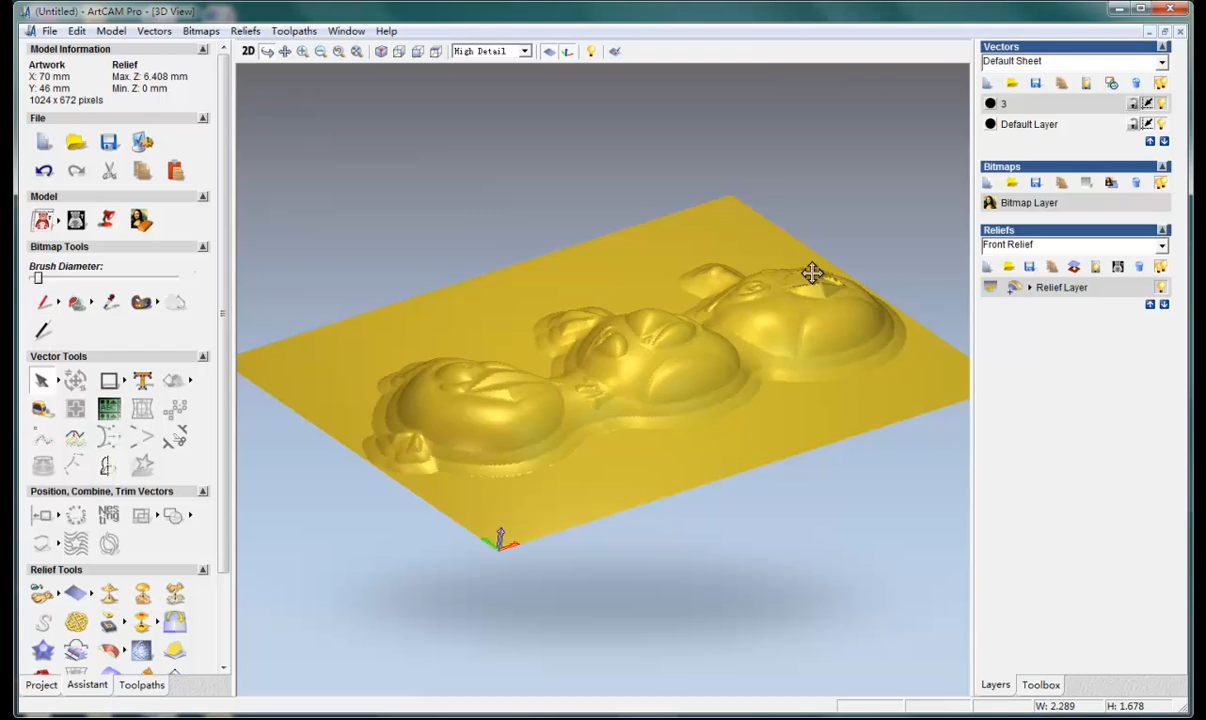 (Untitled) - ArtCAM Pro - [3D View]
File Edit Model Vectors Bitmaps Reliefs Toolpaths Window Help
Model Information
Artwork Relief
X: 70 mm Max. Z: 6.408 mm
Y: 46 mm Min. Z: 0 mm
1024 x 672 pixels
File
Model
Bitmap Tools
Brush Diameter:
Vector Tools
Position, Combine, Trim Vectors
Relief Tools
Project Assistant Toolpaths
2D High Detail
Vectors
Default Sheet
3
Default Layer
Bitmaps
Bitmap Layer
Reliefs
Front Relief
Relief Layer
Layers Toolbox
W: 2.289 H: 1.678